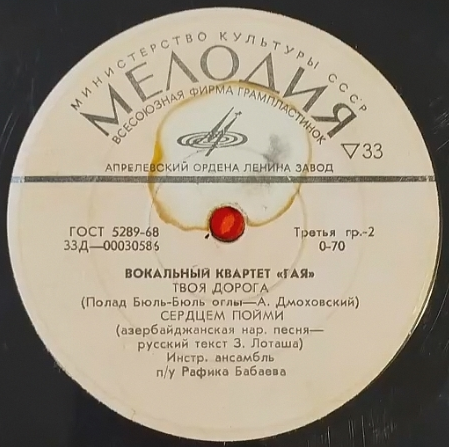 МИНИСТЕРСТВО КУЛЬТУРЫ СССР
МЕЛОДИЯ
ВСЕСОЮЗНАЯ ФИРМА ГРАМПЛАСТИНОК
▽33
АПРЕЛЕВСКИЙ ОРДЕНА ЛЕНИНА ЗАВОД
ГОСТ 5289-68 Третья гр.-2
33Д—00030586 0-70
ВОКАЛЬНЫЙ КВАРТЕТ «ГАЯ»
ТВОЯ ДОРОГА
(Полад Бюль-Бюль оглы—А. Дмоховский)
СЕРДЦЕМ ПОЙМИ
(азербайджанская нар. песня—
русский текст З. Лоташа)
Инстр. ансамбль
п/у Рафика Бабаева